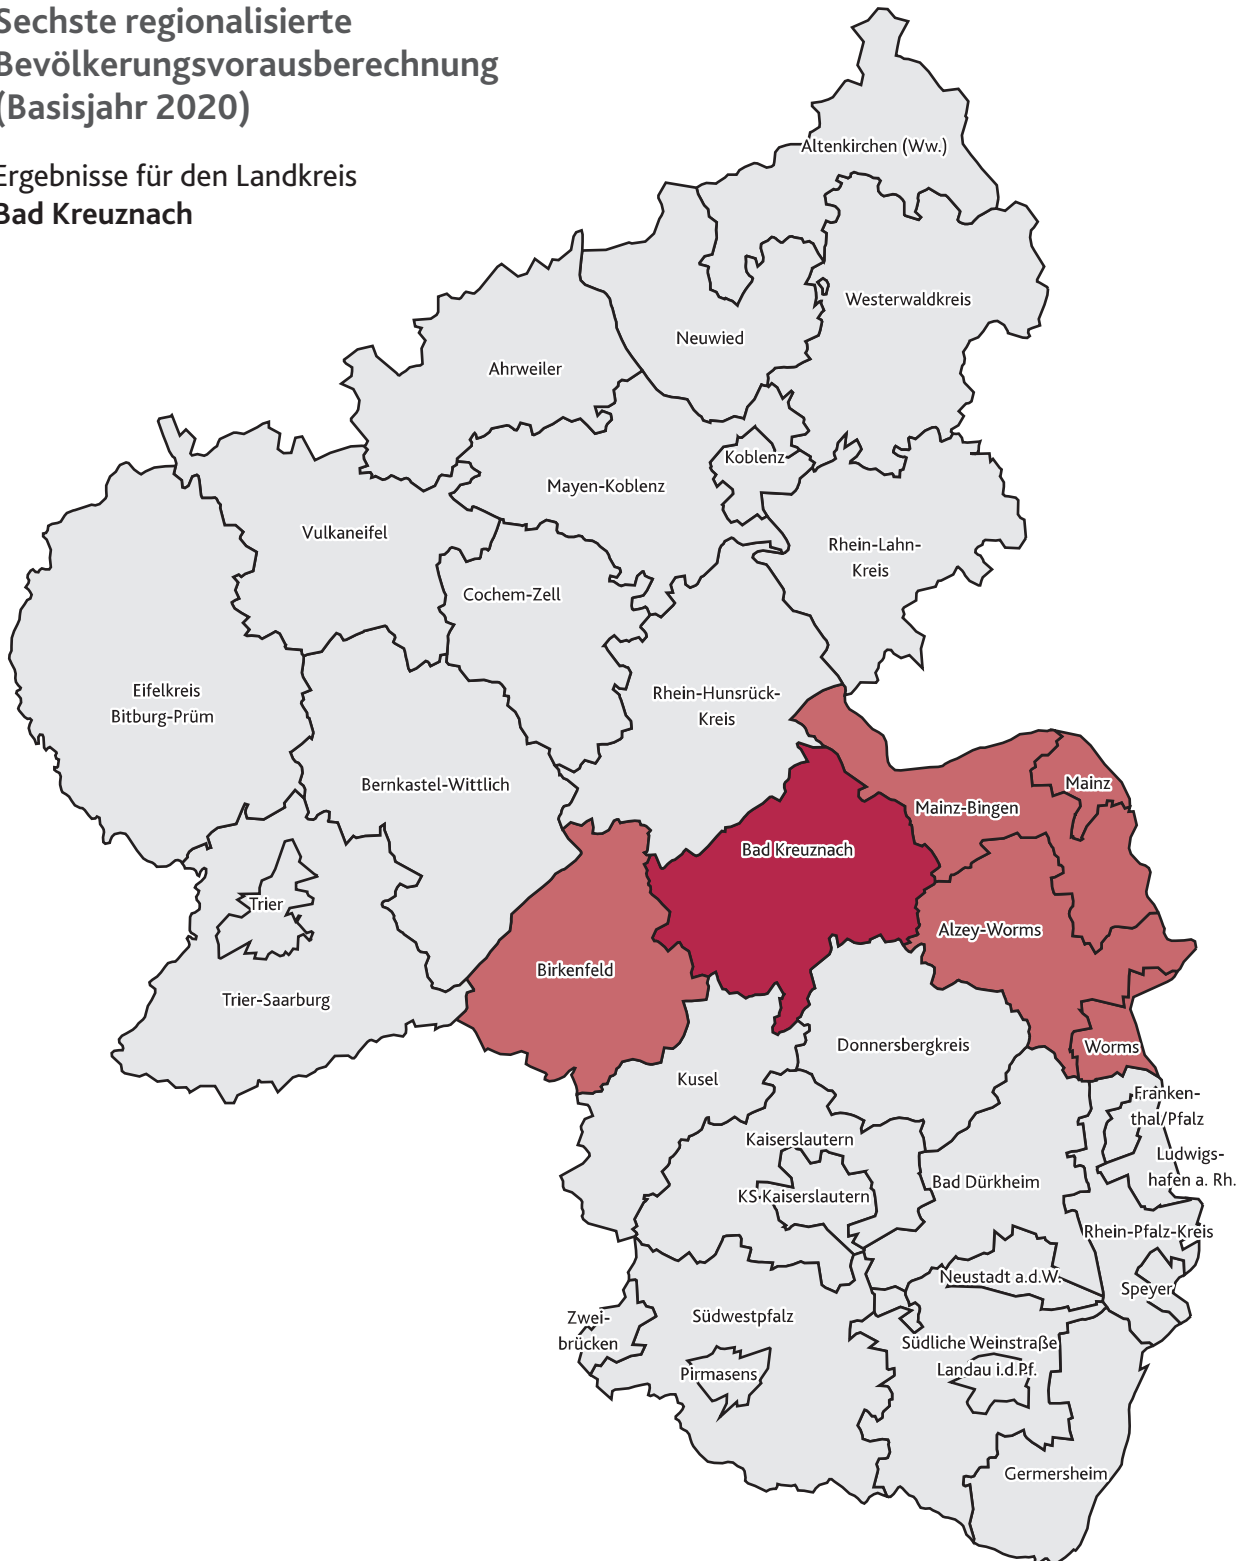 Sechste regionalisierte
Bevölkerungsvorausberechnung
(Basisjahr 2020)
Ergebnisse für den Landkreis
Bad Kreuznach
Altenkirchen (Ww.)
Westerwaldkreis
Neuwied
Ahrweiler
Koblenz
Mayen-Koblenz
Vulkaneifel
Rhein-Lahn-
Kreis
Cochem-Zell
Eifelkreis
Bitburg-Prüm
Rhein-Hunsrück-
Kreis
Bernkastel-Wittlich
Mainz
Mainz-Bingen
Bad Kreuznach
Trier
Alzey-Worms
Birkenfeld
Trier-Saarburg
Donnersbergkreis
Worms
Kusel
Franken-
thal/Pfalz
Kaiserslautern
Ludwigs-
hafen a. Rh.
Bad Dürkheim
KS Kaiserslautern
Rhein-Pfalz-Kreis
Neustadt a.d.W.
Speyer
Zwei-
brücken
Südwestpfalz
Südliche Weinstraße
Landau i.d.Pf.
Pirmasens
Germersheim